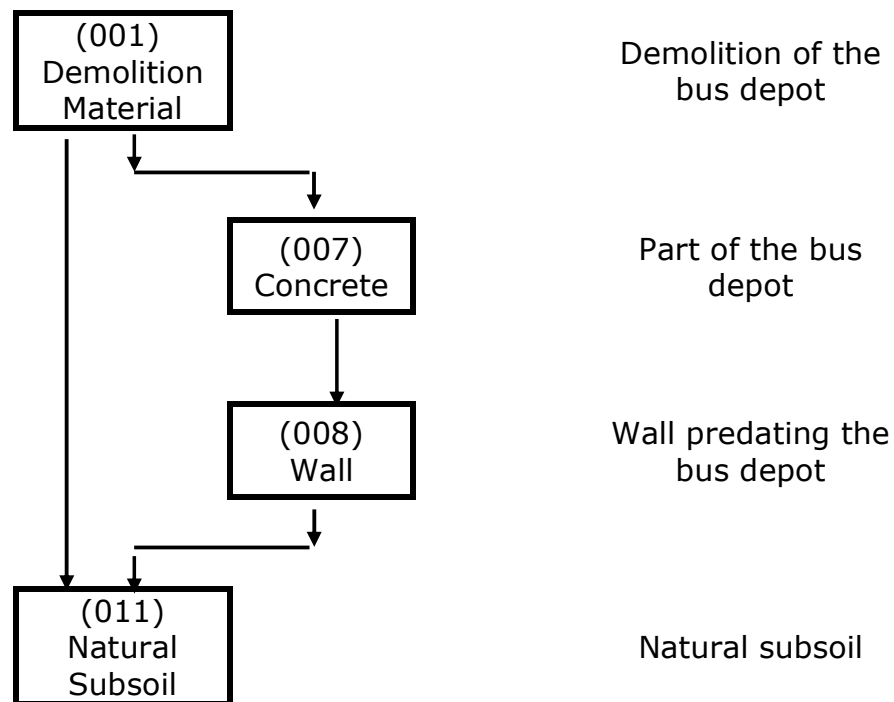 (001)
Demolition
Material
Demolition of the
bus depot
(007)
Concrete
Part of the bus
depot
(008)
Wall
Wall predating the
bus depot
(011)
Natural
Subsoil
Natural subsoil